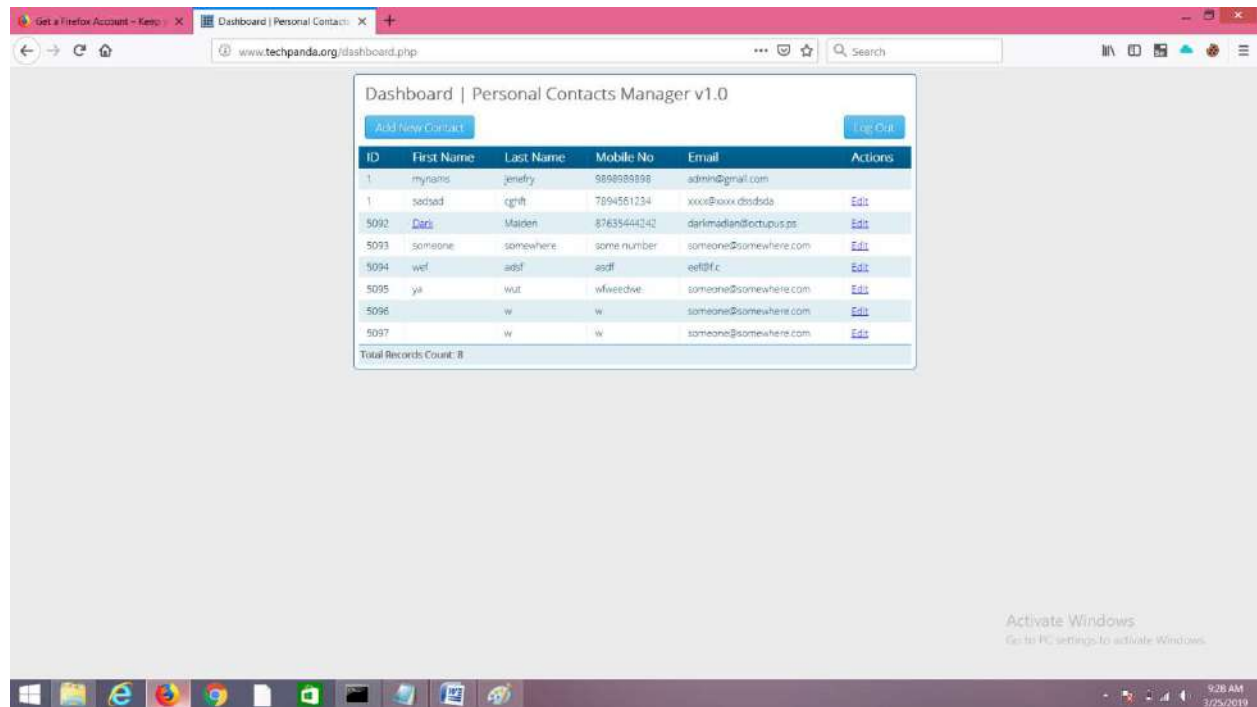 Get a Firefox Account – Keep
Dashboard | Personal Contacts
www.techpanda.org/dashboard.php
Search
Dashboard | Personal Contacts Manager v1.0
Add New Contact Log Out
ID First Name Last Name Mobile No Email Actions
1 mynams jenefry 9898989898 admin@gmail.com
1 sadsad cghft 7894561234 Edit
5092 Dark Maiden 87635444242 darkmadian@octupus.ps Edit
5093 someone somewhere some number someone@somewhere.com Edit
5094 wef adsf asdf eef@f.c Edit
5095 ya wut wfweedwe someone@somewhere.com Edit
5096 w w someone@somewhere.com Edit
5097 w w someone@somewhere.com Edit
Total Records Count: 8
Activate Windows
Go to PC settings to activate Windows.
9:28 AM
3/25/2019